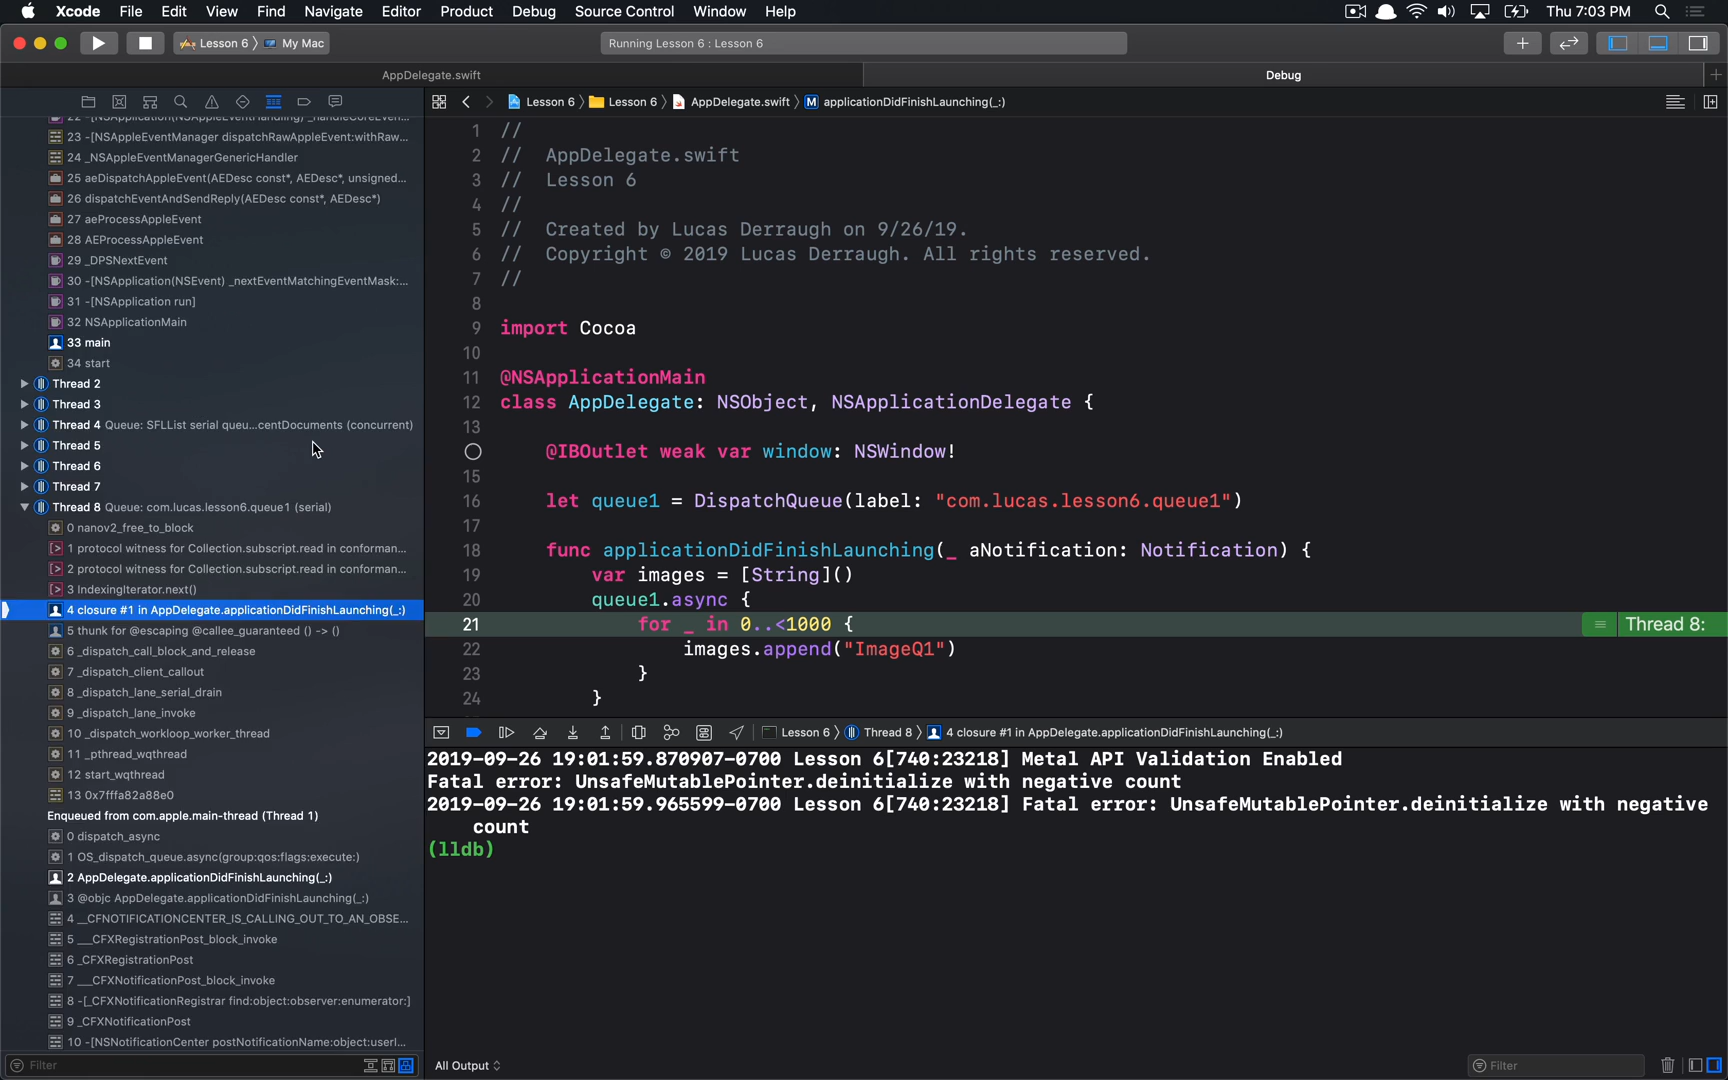 Xcode File Edit View Find Navigate Editor Product Debug Source Control Window Help
Thu 7:03 PM
Lesson 6 〉 My Mac
Running Lesson 6 : Lesson 6
AppDelegate.swift
Debug
23 -[NSAppleEventManager dispatchRawAppleEvent:withRaw...
24 _NSAppleEventManagerGenericHandler
25 aeDispatchAppleEvent(AEDesc const*, AEDesc*, unsigned...
26 dispatchEventAndSendReply(AEDesc const*, AEDesc*)
27 aeProcessAppleEvent
28 AEProcessAppleEvent
29 _DPSNextEvent
30 -[NSApplication(NSEvent) _nextEventMatchingEventMask:...
31 -[NSApplication run]
32 NSApplicationMain
33 main
34 start
Thread 2
Thread 3
Thread 4 Queue: SFLList serial queu...centDocuments (concurrent)
Thread 5
Thread 6
Thread 7
Thread 8 Queue: com.lucas.lesson6.queue1 (serial)
0 nanov2_free_to_block
1 protocol witness for Collection.subscript.read in conforman...
2 protocol witness for Collection.subscript.read in conforman...
3 IndexingIterator.next()
4 closure #1 in AppDelegate.applicationDidFinishLaunching(_:)
5 thunk for @escaping @callee_guaranteed () -> ()
6 _dispatch_call_block_and_release
7 _dispatch_client_callout
8 _dispatch_lane_serial_drain
9 _dispatch_lane_invoke
10 _dispatch_workloop_worker_thread
11 _pthread_wqthread
12 start_wqthread
13 0x7fffa82a88e0
Enqueued from com.apple.main-thread (Thread 1)
0 dispatch_async
1 OS_dispatch_queue.async(group:qos:flags:execute:)
2 AppDelegate.applicationDidFinishLaunching(_:)
3 @objc AppDelegate.applicationDidFinishLaunching(_:)
4 __CFNOTIFICATIONCENTER_IS_CALLING_OUT_TO_AN_OBSE...
5 ___CFXRegistrationPost_block_invoke
6 _CFXRegistrationPost
7 ___CFXNotificationPost_block_invoke
8 -[_CFXNotificationRegistrar find:object:observer:enumerator:]
9 _CFXNotificationPost
10 -[NSNotificationCenter postNotificationName:object:userI...
Filter
Lesson 6 〉 Lesson 6 〉 AppDelegate.swift 〉 M applicationDidFinishLaunching(_:)
1 //
2 //  AppDelegate.swift
3 //  Lesson 6
4 //
5 //  Created by Lucas Derraugh on 9/26/19.
6 //  Copyright © 2019 Lucas Derraugh. All rights reserved.
7 //
8
9 import Cocoa
10
11 @NSApplicationMain
12 class AppDelegate: NSObject, NSApplicationDelegate {
13
@IBOutlet weak var window: NSWindow!
15
16 let queue1 = DispatchQueue(label: "com.lucas.lesson6.queue1")
17
18 func applicationDidFinishLaunching(_ aNotification: Notification) {
19 var images = [String]()
20 queue1.async {
21 for _ in 0..<1000 {
Thread 8:
22 images.append("ImageQ1")
23 }
24 }
Lesson 6 〉 Thread 8 〉 4 closure #1 in AppDelegate.applicationDidFinishLaunching(_:)
2019-09-26 19:01:59.870907-0700 Lesson 6[740:23218] Metal API Validation Enabled
Fatal error: UnsafeMutablePointer.deinitialize with negative count
2019-09-26 19:01:59.965599-0700 Lesson 6[740:23218] Fatal error: UnsafeMutablePointer.deinitialize with negative
count
(lldb)
All Output
Filter